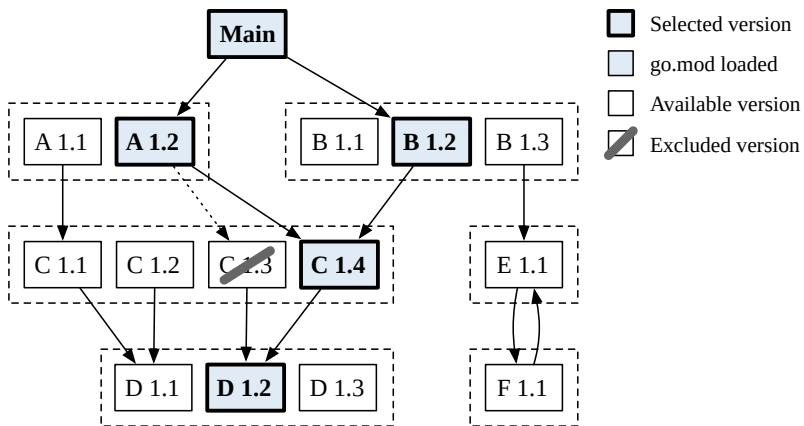 Main
Selected version
go.mod loaded
Available version
Excluded version
A 1.1
A 1.2
B 1.1
B 1.2
B 1.3
C 1.1
C 1.2
C 1.3
C 1.4
E 1.1
D 1.1
D 1.2
D 1.3
F 1.1